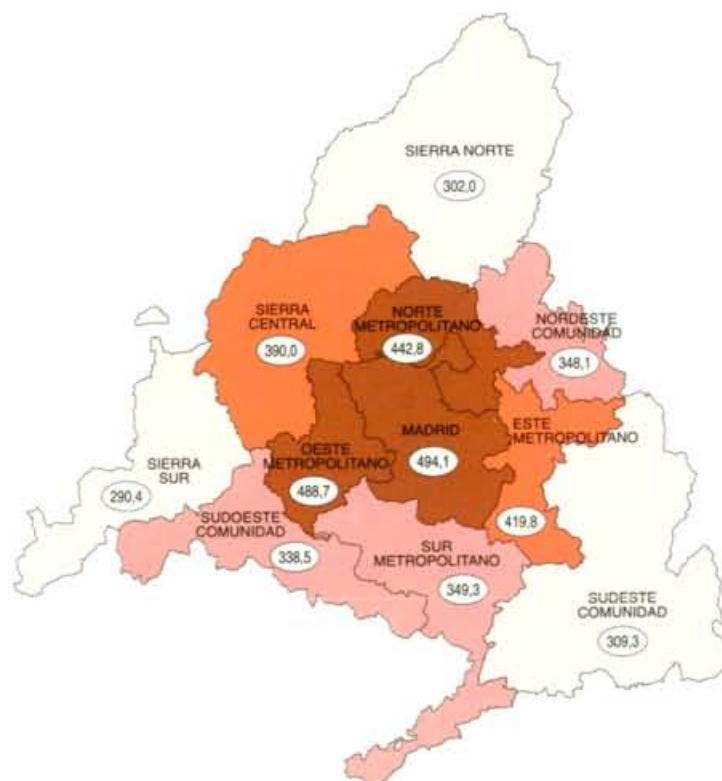 SIERRA NORTE
302,0
SIERRA
CENTRAL
390,0
NORTE
METROPOLITANO
442,8
NORDESTE
COMUNIDAD
348,1
MADRID
494,1
ESTE
METROPOLITANO
419,8
OESTE
METROPOLITANO
488,7
SIERRA
SUR
290,4
SUDOESTE
COMUNIDAD
338,5
SUR
METROPOLITANO
349,3
SUDESTE
COMUNIDAD
309,3